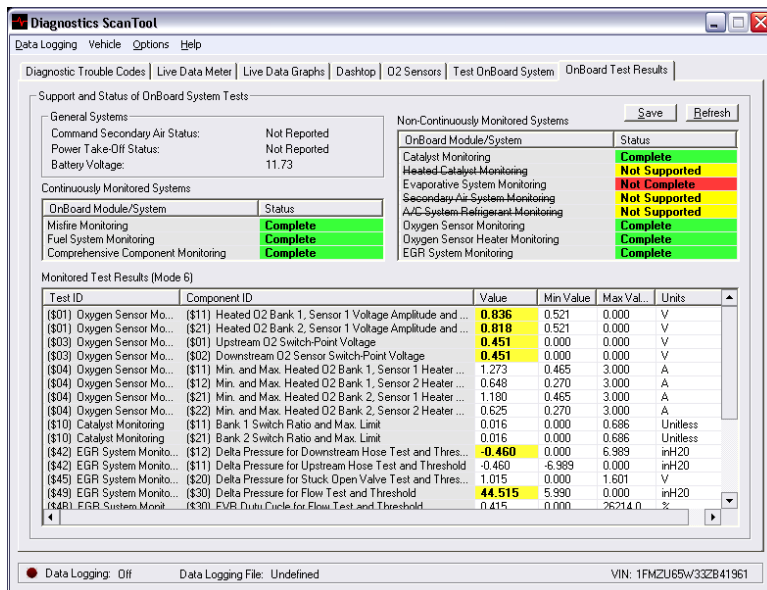 Diagnostics ScanTool
Data Logging Vehicle Options Help
Diagnostic Trouble Codes Live Data Meter Live Data Graphs Dashtop O2 Sensors Test OnBoard System OnBoard Test Results
Support and Status of OnBoard System Tests
Save Refresh
General Systems
Command Secondary Air Status: Not Reported
Power Take-Off Status: Not Reported
Battery Voltage: 11.73
Continuously Monitored Systems
OnBoard Module/System Status
Misfire Monitoring Complete
Fuel System Monitoring Complete
Comprehensive Component Monitoring Complete
Non-Continuously Monitored Systems
OnBoard Module/System Status
Catalyst Monitoring Complete
Heated Catalyst Monitoring Not Supported
Evaporative System Monitoring Not Complete
Secondary Air System Monitoring Not Supported
A/C System Refrigerant Monitoring Not Supported
Oxygen Sensor Monitoring Complete
Oxygen Sensor Heater Monitoring Complete
EGR System Monitoring Complete
Monitored Test Results (Mode 6)
Test ID Component ID Value Min Value Max Val... Units
($01) Oxygen Sensor Mo... ($11) Heated O2 Bank 1, Sensor 1 Voltage Amplitude and ... 0.836 0.521 0.000 V
($01) Oxygen Sensor Mo... ($21) Heated O2 Bank 2, Sensor 1 Voltage Amplitude and ... 0.818 0.521 0.000 V
($03) Oxygen Sensor Mo... ($01) Upstream O2 Switch-Point Voltage 0.451 0.000 0.000 V
($03) Oxygen Sensor Mo... ($02) Downstream O2 Sensor Switch-Point Voltage 0.451 0.000 0.000 V
($04) Oxygen Sensor Mo... ($11) Min. and Max. Heated O2 Bank 1, Sensor 1 Heater ... 1.273 0.465 3.000 A
($04) Oxygen Sensor Mo... ($12) Min. and Max. Heated O2 Bank 1, Sensor 2 Heater ... 0.648 0.270 3.000 A
($04) Oxygen Sensor Mo... ($21) Min. and Max. Heated O2 Bank 2, Sensor 1 Heater ... 1.180 0.465 3.000 A
($04) Oxygen Sensor Mo... ($22) Min. and Max. Heated O2 Bank 2, Sensor 2 Heater ... 0.625 0.270 3.000 A
($10) Catalyst Monitoring ($11) Bank 1 Switch Ratio and Max. Limit 0.016 0.000 0.686 Unitless
($10) Catalyst Monitoring ($21) Bank 2 Switch Ratio and Max. Limit 0.016 0.000 0.686 Unitless
($42) EGR System Monito... ($12) Delta Pressure for Downstream Hose Test and Thres... -0.460 0.000 6.989 inH20
($42) EGR System Monito... ($11) Delta Pressure for Upstream Hose Test and Threshold -0.460 -6.989 0.000 inH20
($45) EGR System Monito... ($20) Delta Pressure for Stuck Open Valve Test and Thres... 1.015 0.000 1.601 V
($49) EGR System Monito... ($30) Delta Pressure for Flow Test and Threshold 44.515 5.990 0.000 inH20
($4B) EGR System Monit... ($30) EVR Duty Cycle for Flow Test and Threshold 0.415 0.000 26214.0 %
Data Logging: Off Data Logging File: Undefined VIN: 1FMZU65W33ZB41961